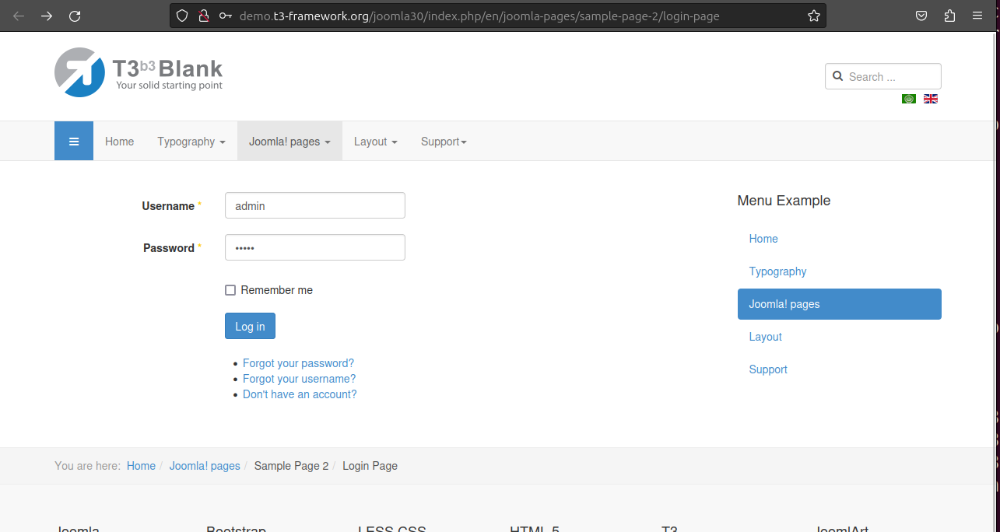 demo.t3-framework.org/joomla30/index.php/en/joomla-pages/sample-page-2/login-page
T3b3Blank
Your solid starting point
Search ...
Home Typography Joomla! pages Layout Support
Username * admin
Menu Example
Home
Password * •••••
Typography
Remember me
Joomla! pages
Log in
Layout
Forgot your password?
Support
Forgot your username?
Don't have an account?
You are here: Home / Joomla! pages / Sample Page 2 / Login Page
Joomla Bootstrap LESS CSS HTML 5 T3 JoomlArt